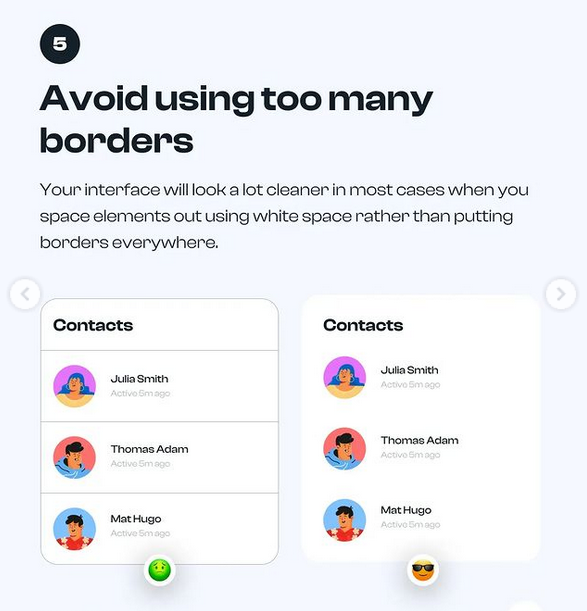 5
Avoid using too many
borders
Your interface will look a lot cleaner in most cases when you
space elements out using white space rather than putting
borders everywhere.
Contacts
Julia Smith
Active 5m ago
Thomas Adam
Active 5m ago
Mat Hugo
Active 5m ago
Contacts
Julia Smith
Active 5m ago
Thomas Adam
Active 5m ago
Mat Hugo
Active 5m ago